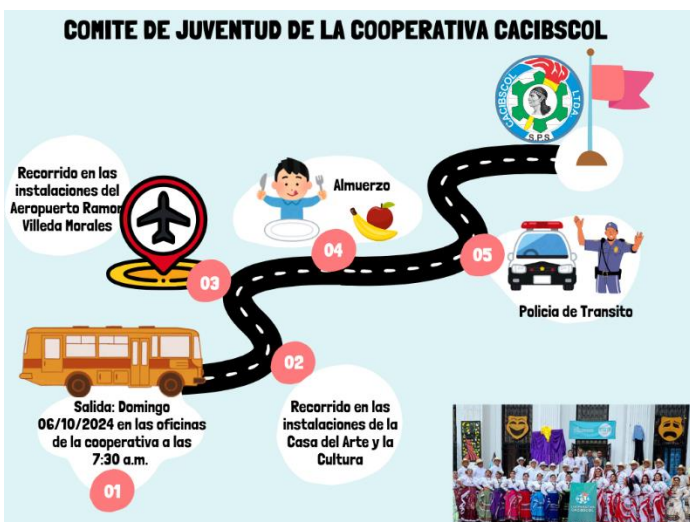 COMITE DE JUVENTUD DE LA COOPERATIVA CACIBSCOL
CACIBSCOL LTDA.
S.P.S.
Recorrido en las
instalaciones del
Aeropuerto Ramon
Villeda Morales
Almuerzo
04
05
03
Policia de Transito
02
Salida: Domingo
06/10/2024 en las oficinas
de la cooperativa a las
7:30 a.m.
01
Recorrido en las
instalaciones de la
Casa del Arte y la
Cultura
CACIBSCOL